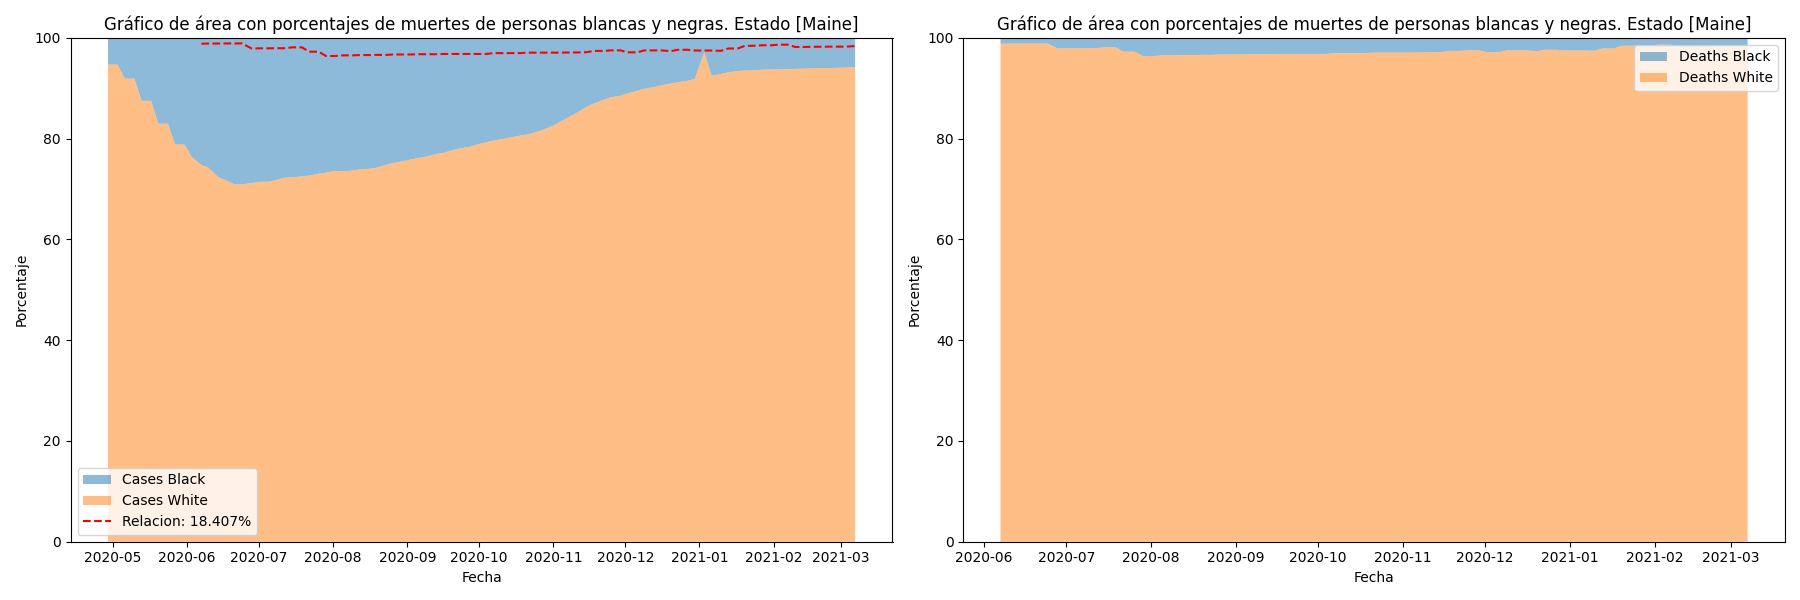 Gráfico de área con porcentajes de muertes de personas blancas y negras. Estado [Maine]
100
80
60
40
20
0
Porcentaje
Cases Black
Cases White
Relacion: 18.407%
2020-05 2020-06 2020-07 2020-08 2020-09 2020-10 2020-11 2020-12 2021-01 2021-02 2021-03
Fecha
Gráfico de área con porcentajes de muertes de personas blancas y negras. Estado [Maine]
100
80
60
40
20
0
Porcentaje
Deaths Black
Deaths White
2020-06 2020-07 2020-08 2020-09 2020-10 2020-11 2020-12 2021-01 2021-02 2021-03
Fecha